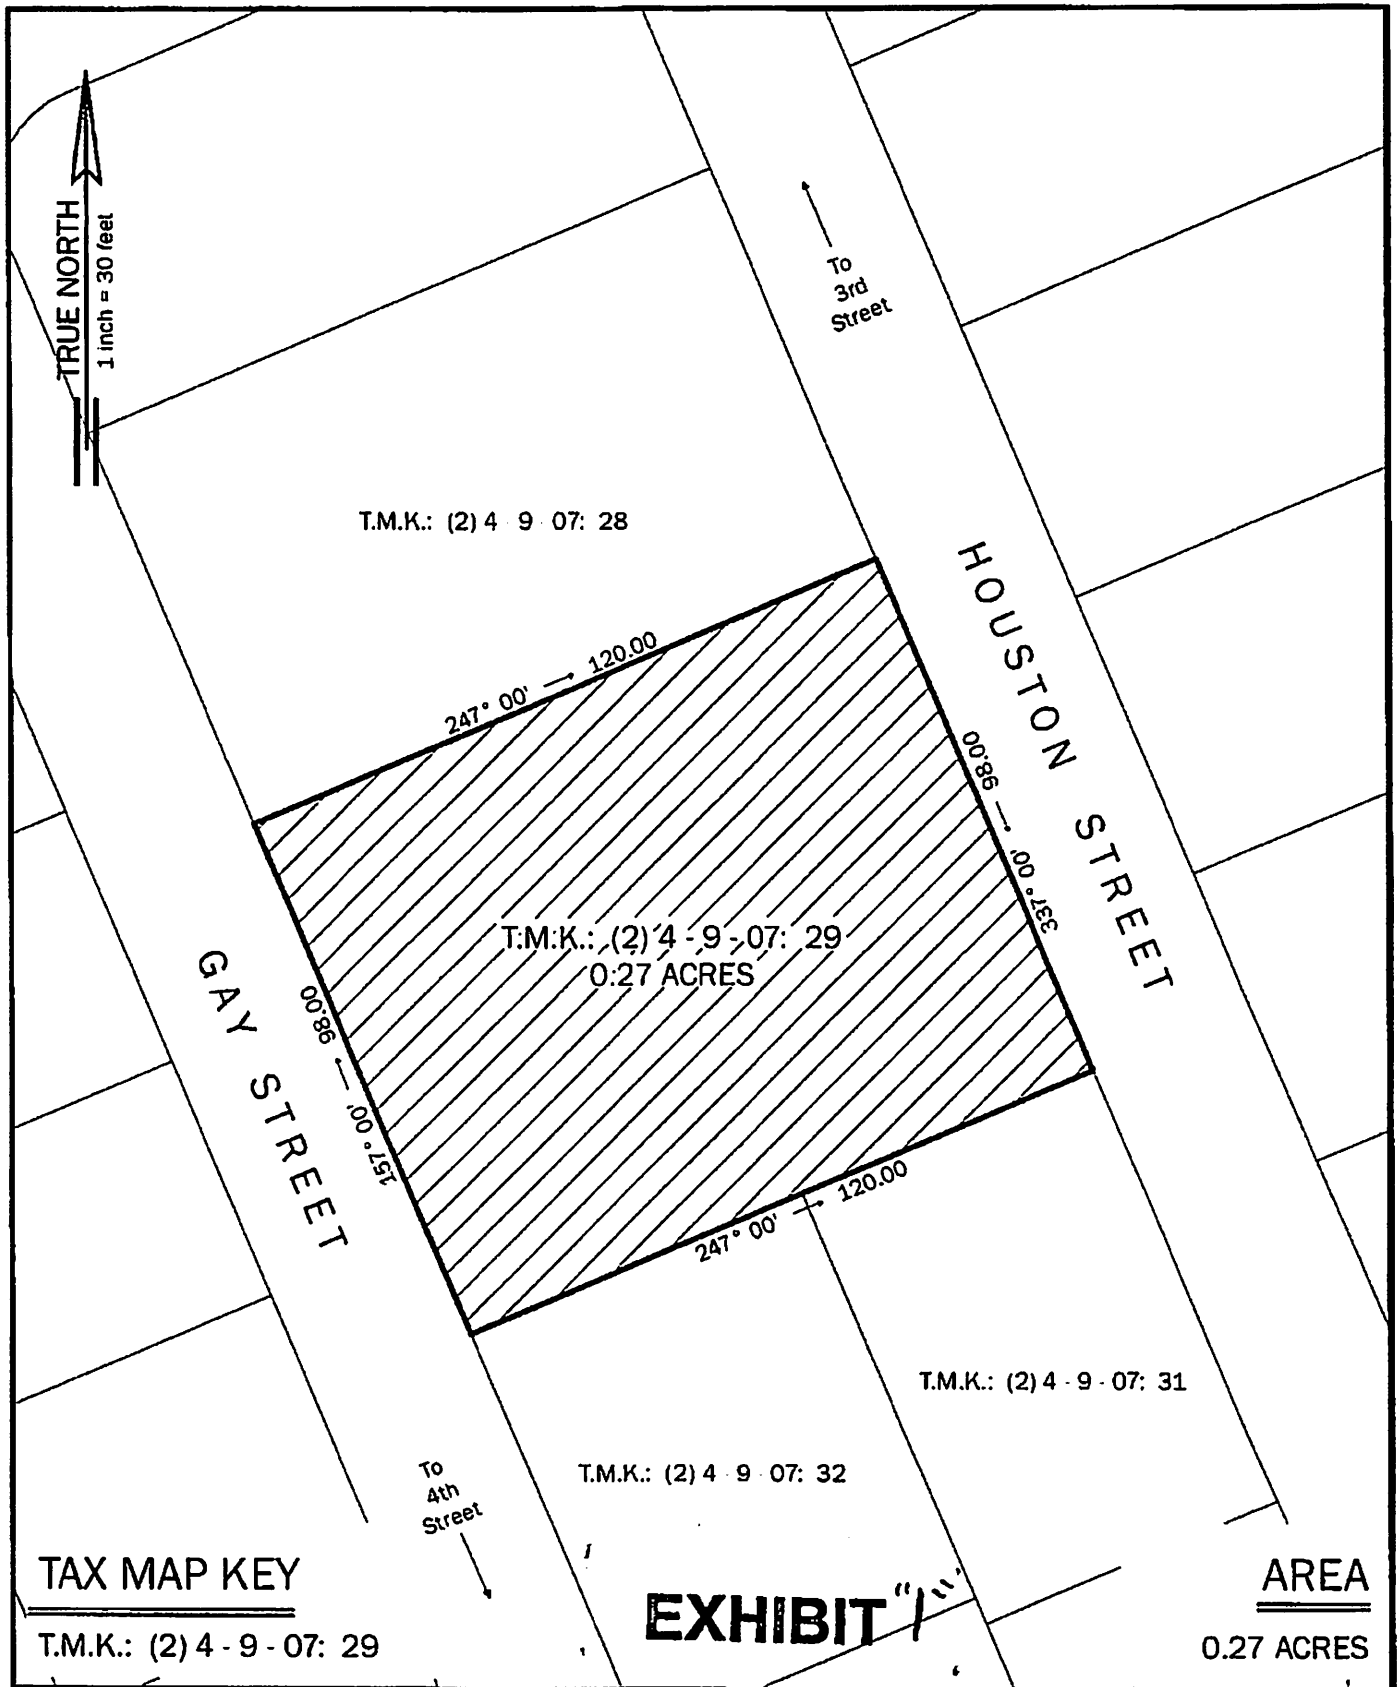 TRUE NORTH
1 inch = 30 feet
To
3rd
Street
T.M.K.: (2) 4 - 9 - 07: 28
HOUSTON STREET
247° 00' → 120.00
337° 00' → 98.00
T.M.K.: (2) 4 - 9 - 07: 29
0.27 ACRES
GAY STREET
157° 00' → 98.00
247° 00' → 120.00
T.M.K.: (2) 4 - 9 - 07: 31
T.M.K.: (2) 4 - 9 - 07: 32
To
4th
Street
TAX MAP KEY
T.M.K.: (2) 4 - 9 - 07: 29
EXHIBIT "1"
AREA
0.27 ACRES